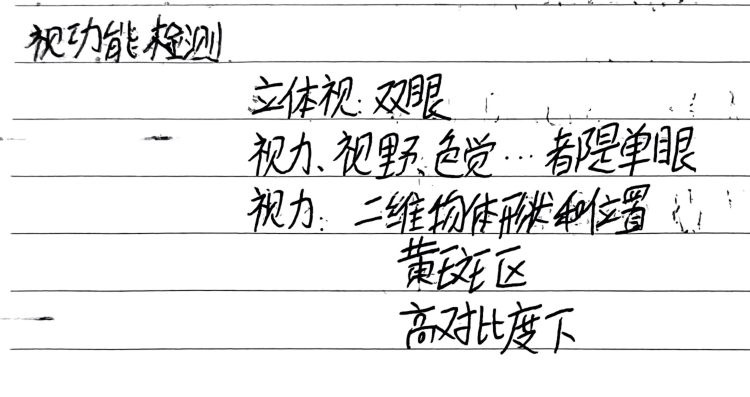 视功能检测
立体视:双眼
视力、视野、色觉…都是单眼
视力:二维物体形状和位置
黄斑区
高对比度下